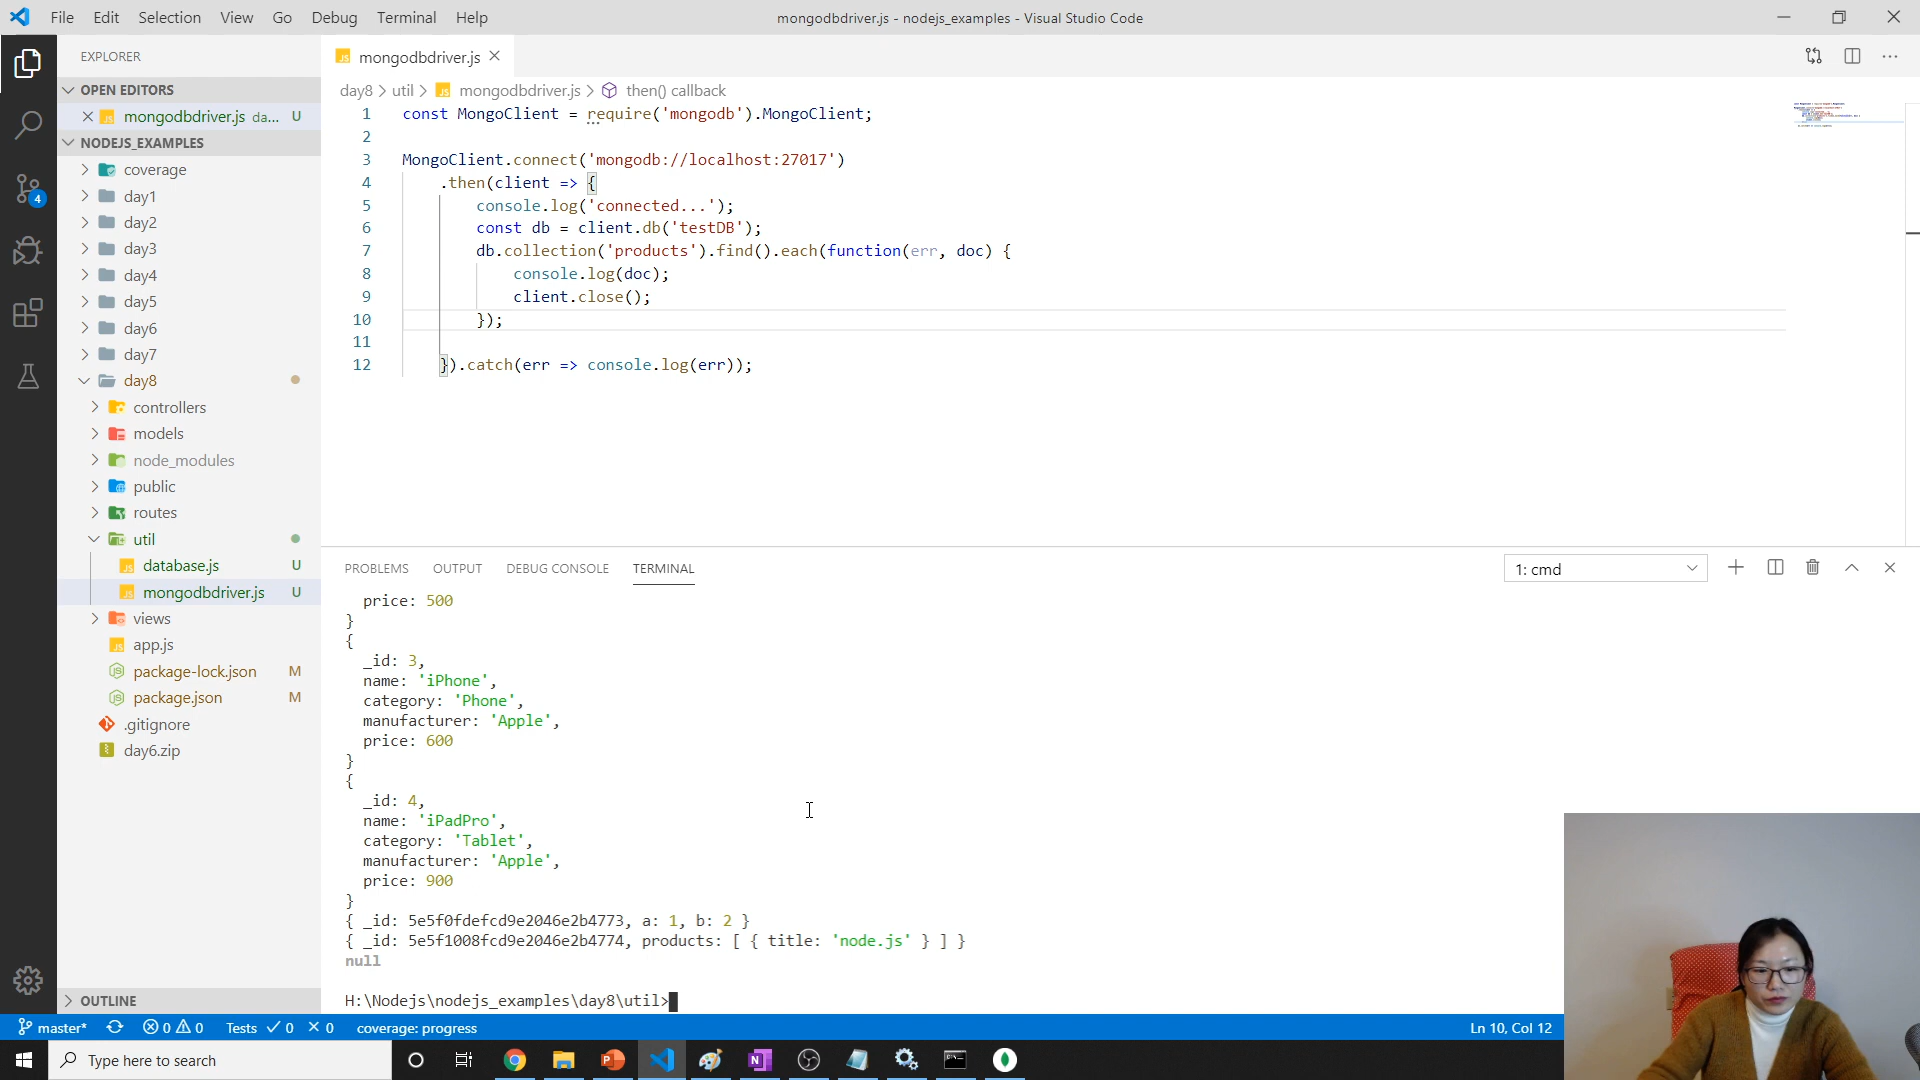 File Edit Selection View Go Debug Terminal Help
mongodbdriver.js - nodejs_examples - Visual Studio Code
EXPLORER
OPEN EDITORS
mongodbdriver.js da... U
NODEJS_EXAMPLES
coverage
day1
day2
day3
day4
day5
day6
day7
day8
controllers
models
node_modules
public
routes
util
database.js U
mongodbdriver.js U
views
app.js
package-lock.json M
package.json M
.gitignore
day6.zip
OUTLINE
4
mongodbdriver.js
day8 > util > mongodbdriver.js > then() callback
1 const MongoClient = require('mongodb').MongoClient;
2
3 MongoClient.connect('mongodb://localhost:27017')
4 .then(client => {
5 console.log('connected...');
6 const db = client.db('testDB');
7 db.collection('products').find().each(function(err, doc) {
8 console.log(doc);
9 client.close();
10 });
11
12 }).catch(err => console.log(err));
PROBLEMS OUTPUT DEBUG CONSOLE TERMINAL
1: cmd
price: 500
}
{
_id: 3,
name: 'iPhone',
category: 'Phone',
manufacturer: 'Apple',
price: 600
}
{
_id: 4,
name: 'iPadPro',
category: 'Tablet',
manufacturer: 'Apple',
price: 900
}
{ _id: 5e5f0fdefcd9e2046e2b4773, a: 1, b: 2 }
{ _id: 5e5f1008fcd9e2046e2b4774, products: [ { title: 'node.js' } ] }
null
H:\Nodejs\nodejs_examples\day8\util>
master* 0 0 Tests 0 0 coverage: progress
Ln 10, Col 12
Type here to search